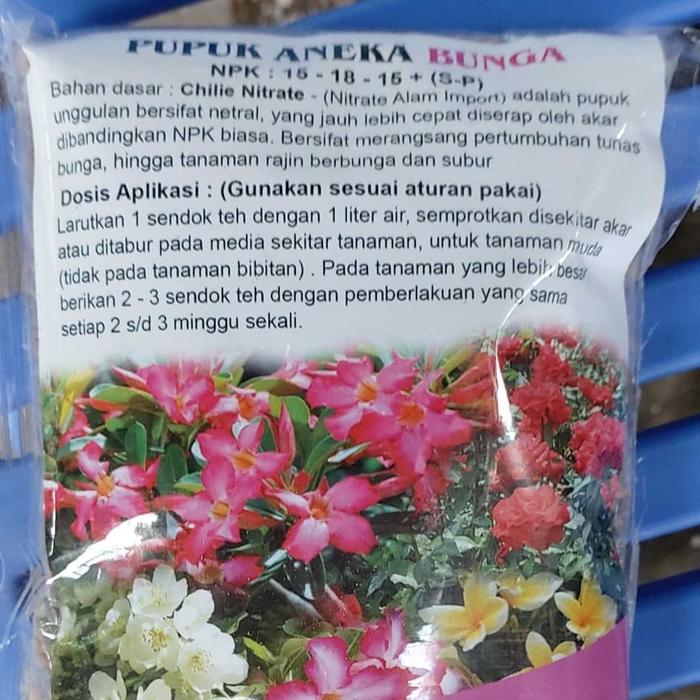 PUPUK ANEKA BUNGA
NPK : 15 - 18 - 15 + (S-P)
Bahan dasar : Chilie Nitrate - (Nitrate Alam Import) adalah pupuk
unggulan bersifat netral, yang jauh lebih cepat diserap oleh akar
dibandingkan NPK biasa. Bersifat merangsang pertumbuhan tunas
bunga, hingga tanaman rajin berbunga dan subur
Dosis Aplikasi : (Gunakan sesuai aturan pakai)
Larutkan 1 sendok teh dengan 1 liter air, semprotkan disekitar akar
atau ditabur pada media sekitar tanaman, untuk tanaman muda
(tidak pada tanaman bibitan) . Pada tanaman yang lebih besar
berikan 2 - 3 sendok teh dengan pemberlakuan yang sama
setiap 2 s/d 3 minggu sekali.